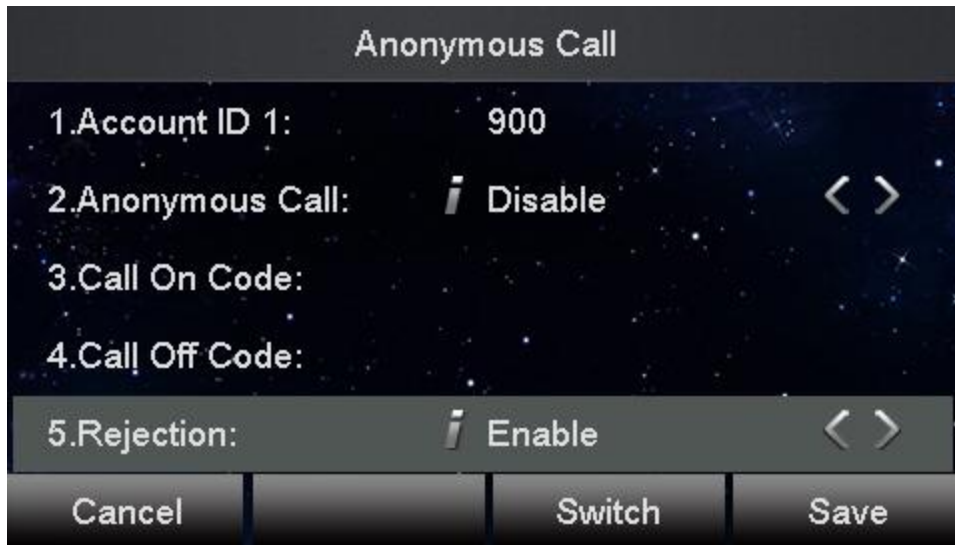 Anonymous Call
1.Account ID 1: 900
2.Anonymous Call: i Disable
3.Call On Code:
4.Call Off Code:
5.Rejection: i Enable
Cancel Switch Save